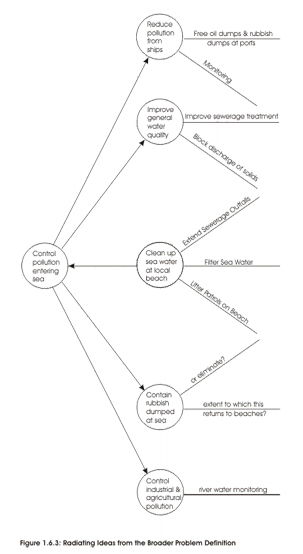 Reduce
pollution
from
ships
Free oil dumps & rubbish
dumps at ports
Monitoring
Improve
general
water
quality
Improve sewerage treatment
Block discharge of solids
Extend Sewerage Outfalls
Control
pollution
entering
sea
Clean up
sea water
at local
beach
Filter Sea Water
Litter Patrols on Beach
or eliminate?
Contain
rubbish
dumped
at sea
extent to which this
returns to beaches?
Control
industrial &
agricultural
pollution
river water monitoring
Figure 1.6.3: Radiating Ideas from the Broader Problem Definition